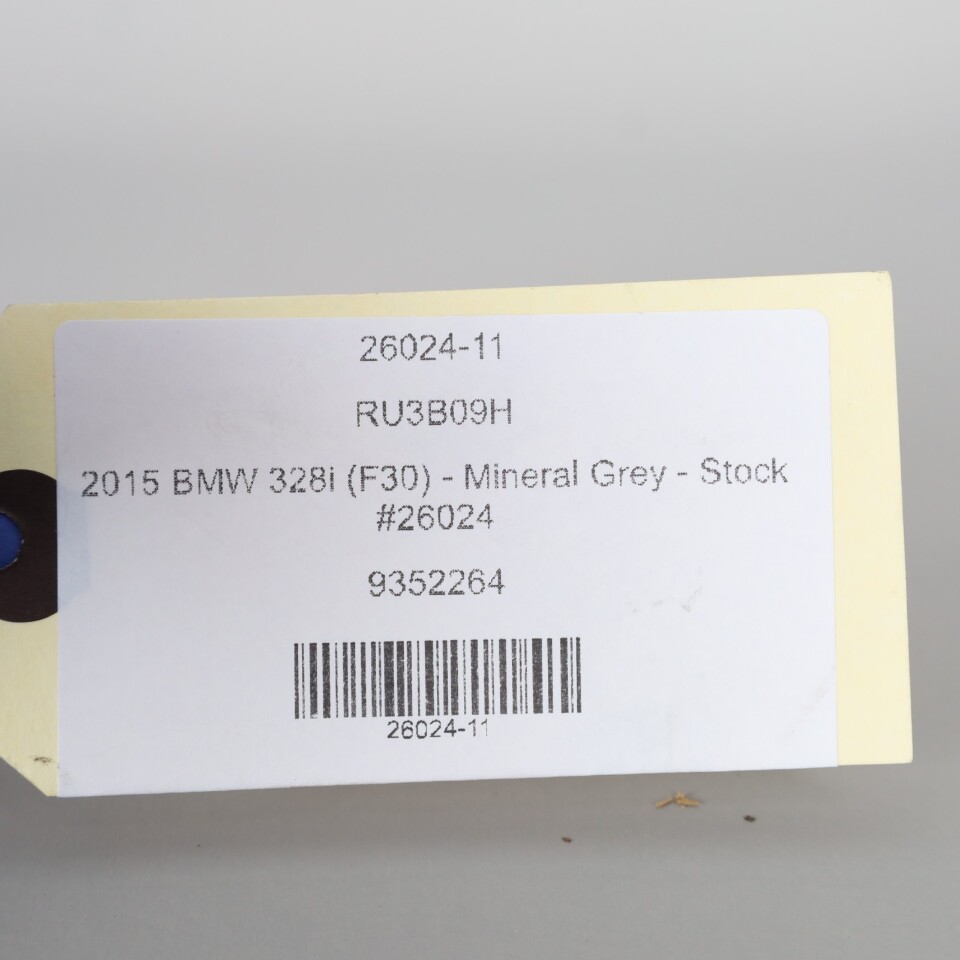 26024-11
RU3B09H
2015 BMW 328i (F30) - Mineral Grey - Stock
#26024
9352264
26024-11